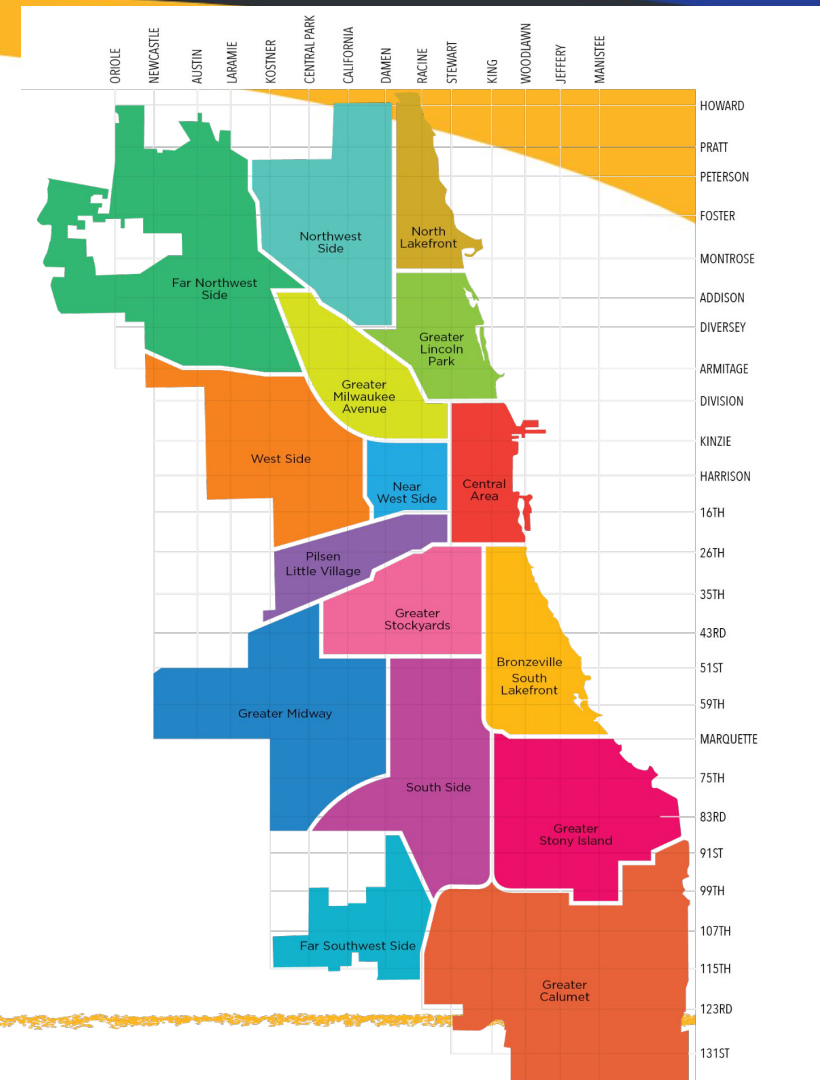 ORIOLE
NEWCASTLE
AUSTIN
LARAMIE
KOSTNER
CENTRAL PARK
CALIFORNIA
DAMEN
RACINE
STEWART
KING
WOODLAWN
JEFFERY
MANISTEE
HOWARD
PRATT
PETERSON
FOSTER
MONTROSE
ADDISON
DIVERSEY
ARMITAGE
DIVISION
KINZIE
HARRISON
16TH
26TH
35TH
43RD
51ST
59TH
MARQUETTE
75TH
83RD
91ST
99TH
107TH
115TH
123RD
131ST
North
Lakefront
Northwest
Side
Far Northwest
Side
Greater
Lincoln
Park
Greater
Milwaukee
Avenue
West Side
Near
West Side
Central
Area
Pilsen
Little Village
Greater
Stockyards
Bronzeville
South
Lakefront
Greater Midway
South Side
Greater
Stony Island
Far Southwest Side
Greater
Calumet